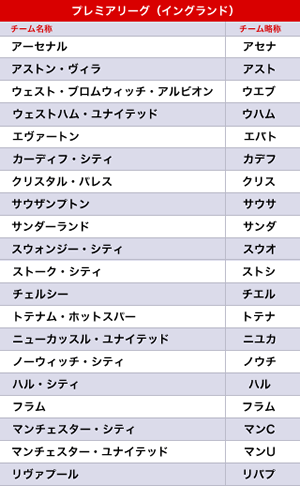 プレミアリーグ（イングランド）
チーム名称 チーム略称
アーセナル アセナ
アストン・ヴィラ アスト
ウェスト・ブロムウィッチ・アルビオン ウエブ
ウェストハム・ユナイテッド ウハム
エヴァートン エバト
カーディフ・シティ カデフ
クリスタル・パレス クリス
サウザンプトン サウサ
サンダーランド サンダ
スウォンジー・シティ スウオ
ストーク・シティ ストシ
チェルシー チエル
トテナム・ホットスパー トテナ
ニューカッスル・ユナイテッド ニユカ
ノーウィッチ・シティ ノウチ
ハル・シティ ハル
フラム フラム
マンチェスター・シティ マンC
マンチェスター・ユナイテッド マンU
リヴァプール リバプ